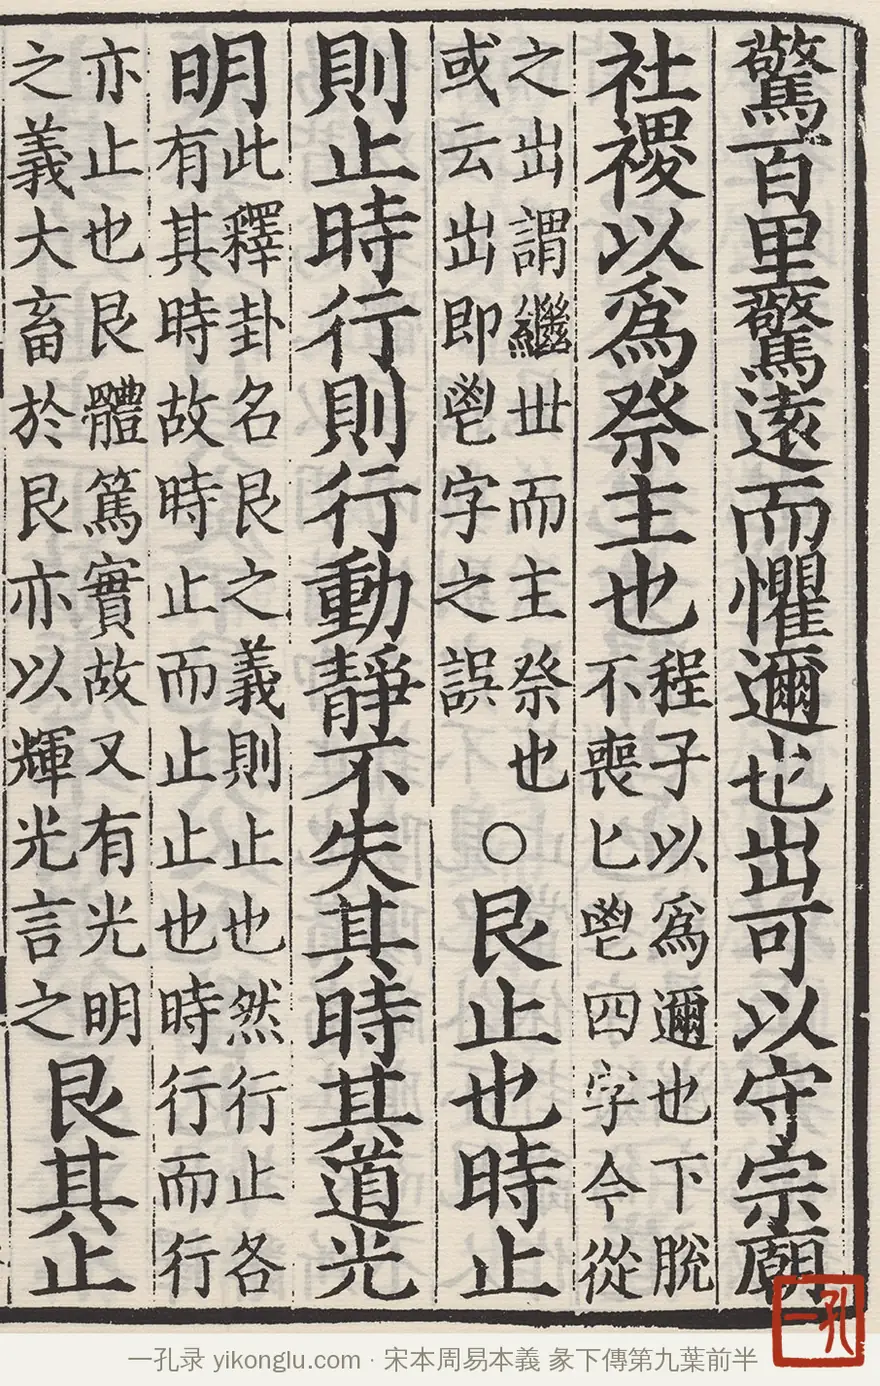 驚百里驚逺而懼邇也出可以守宗廟
社稷以爲祭主也
程子以爲邇也下脫
不喪匕鬯四字今從
之出謂繼丗而主祭也
或云出即鬯字之誤
○艮止也時止
則止時行則行動靜不失其時其道光
明
此釋卦名艮之義則止也然行止各
有其時故時止而止止也時行而行
亦止也艮體篤實故又有光明
之義大畜於艮亦以輝光言之
艮其止
一孔
一孔录 yikonglu.com · 宋本周易本義 彖下傳第九葉前半